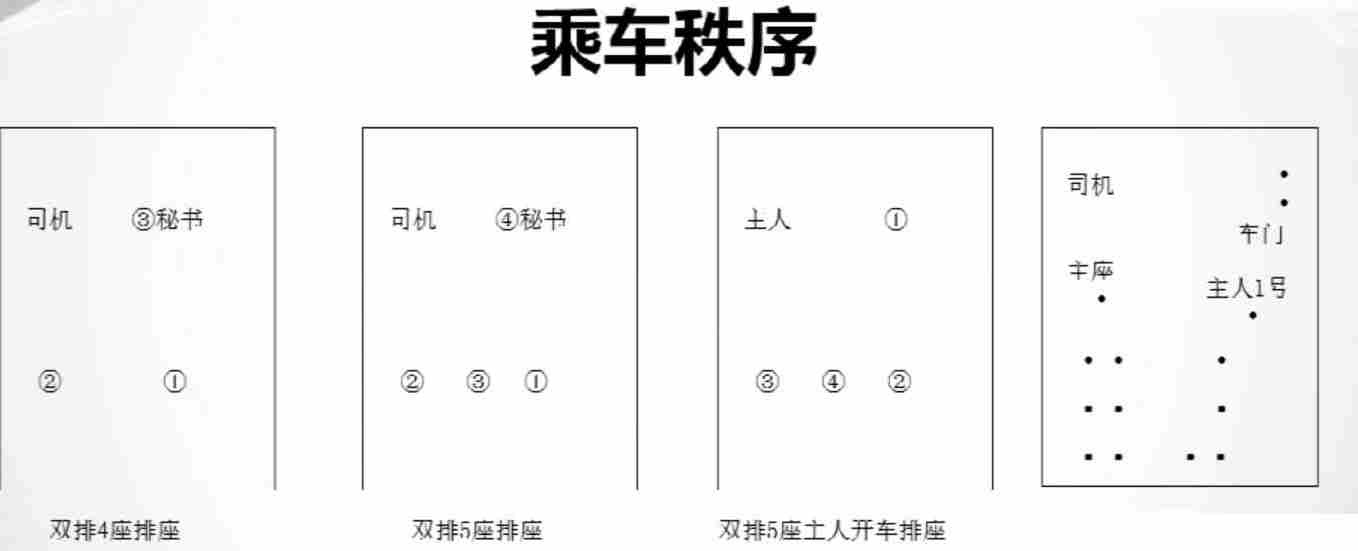 乘车秩序
司机 ③秘书
② ①
双排4座排座
司机 ④秘书
② ③ ①
双排5座排座
主人 ①
③ ④ ②
双排5座主人开车排座
司机
车门
主座
主人1号